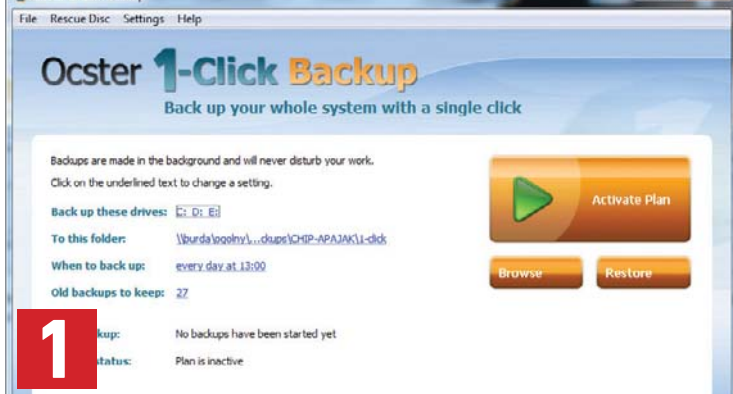 File Rescue Disc Settings Help
Ocster 1-Click Backup
Back up your whole system with a single click
Backups are made in the background and will never disturb your work.
Click on the underlined text to change a setting.
Activate Plan
Back up these drives: C: D: E:
To this folder: \\burda\ogolny\...ckups\CHIP-APAJAK\1-click
When to back up: every day at 13:00
Browse Restore
Old backups to keep: 27
kup: No backups have been started yet
status: Plan is inactive
1